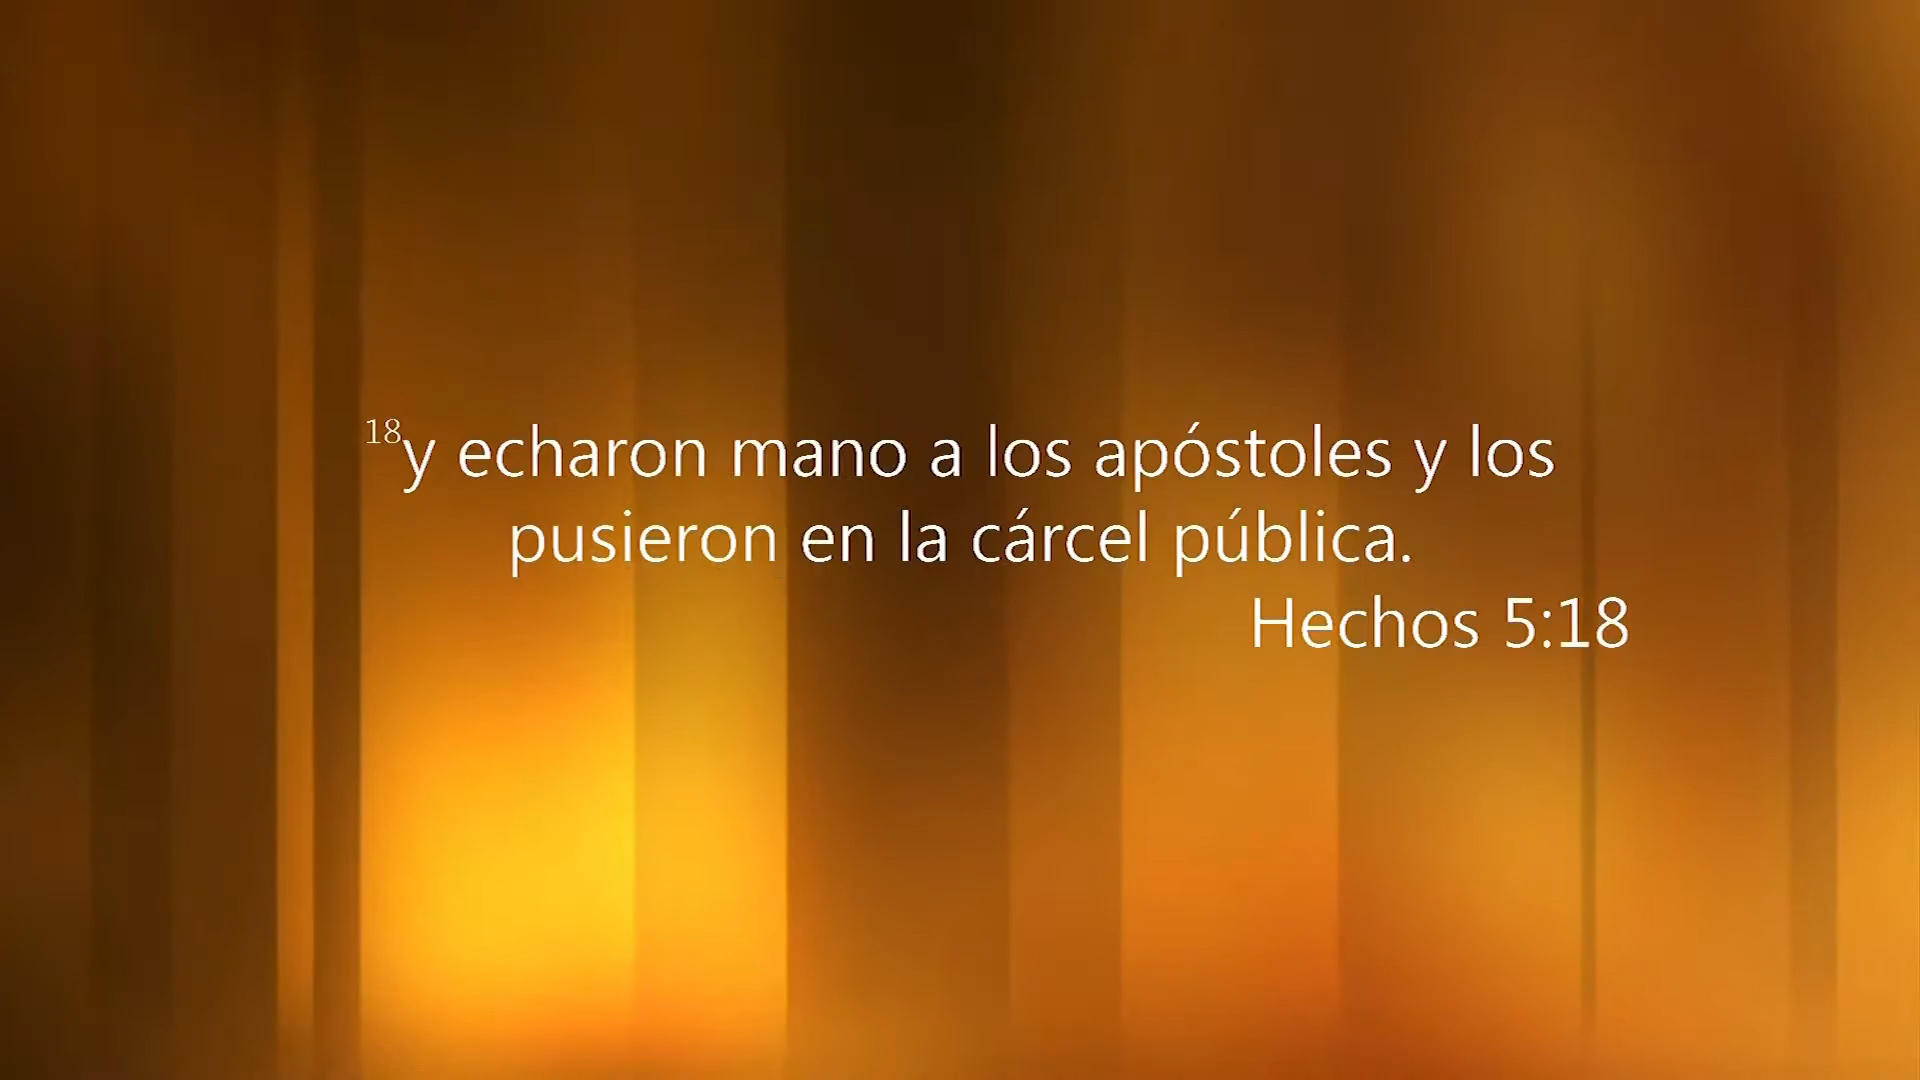 18y echaron mano a los apóstoles y los
pusieron en la cárcel pública.
Hechos 5:18